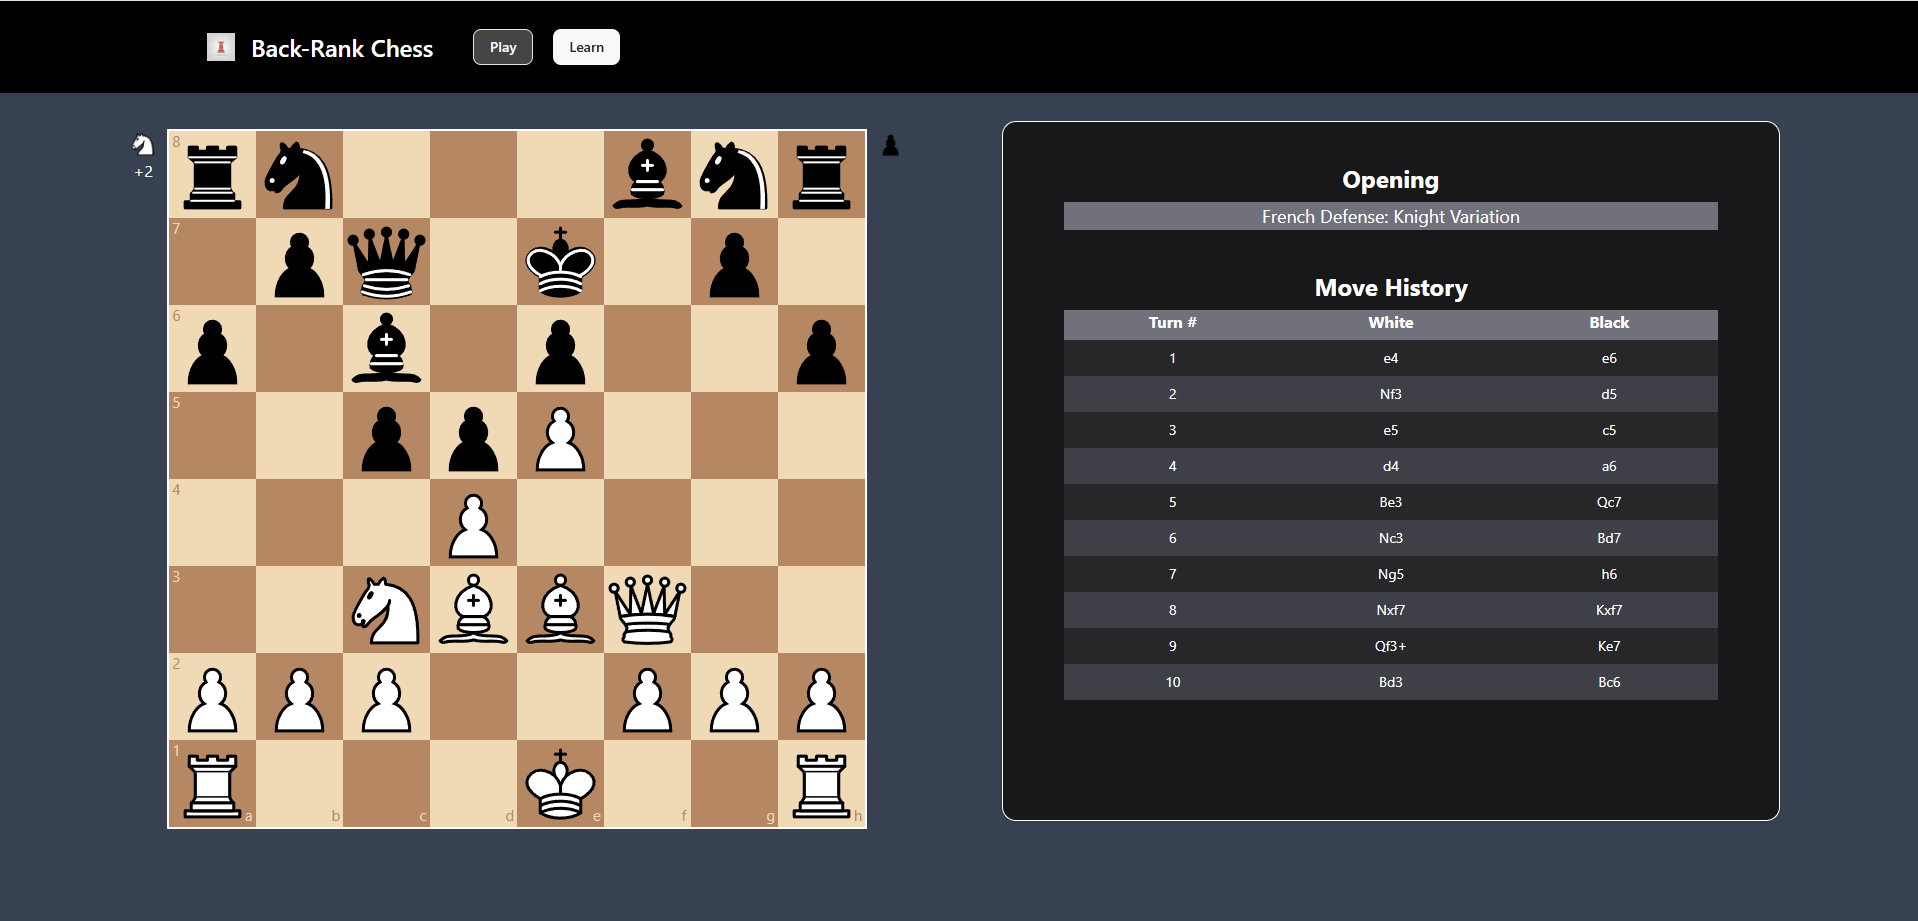 Back-Rank Chess Play Learn
+2
8
7
6
5
4
3
2
1
a b c d e f g h
Opening
French Defense: Knight Variation
Move History
Turn # White Black
1 e4 e6
2 Nf3 d5
3 e5 c5
4 d4 a6
5 Be3 Qc7
6 Nc3 Bd7
7 Ng5 h6
8 Nxf7 Kxf7
9 Qf3+ Ke7
10 Bd3 Bc6